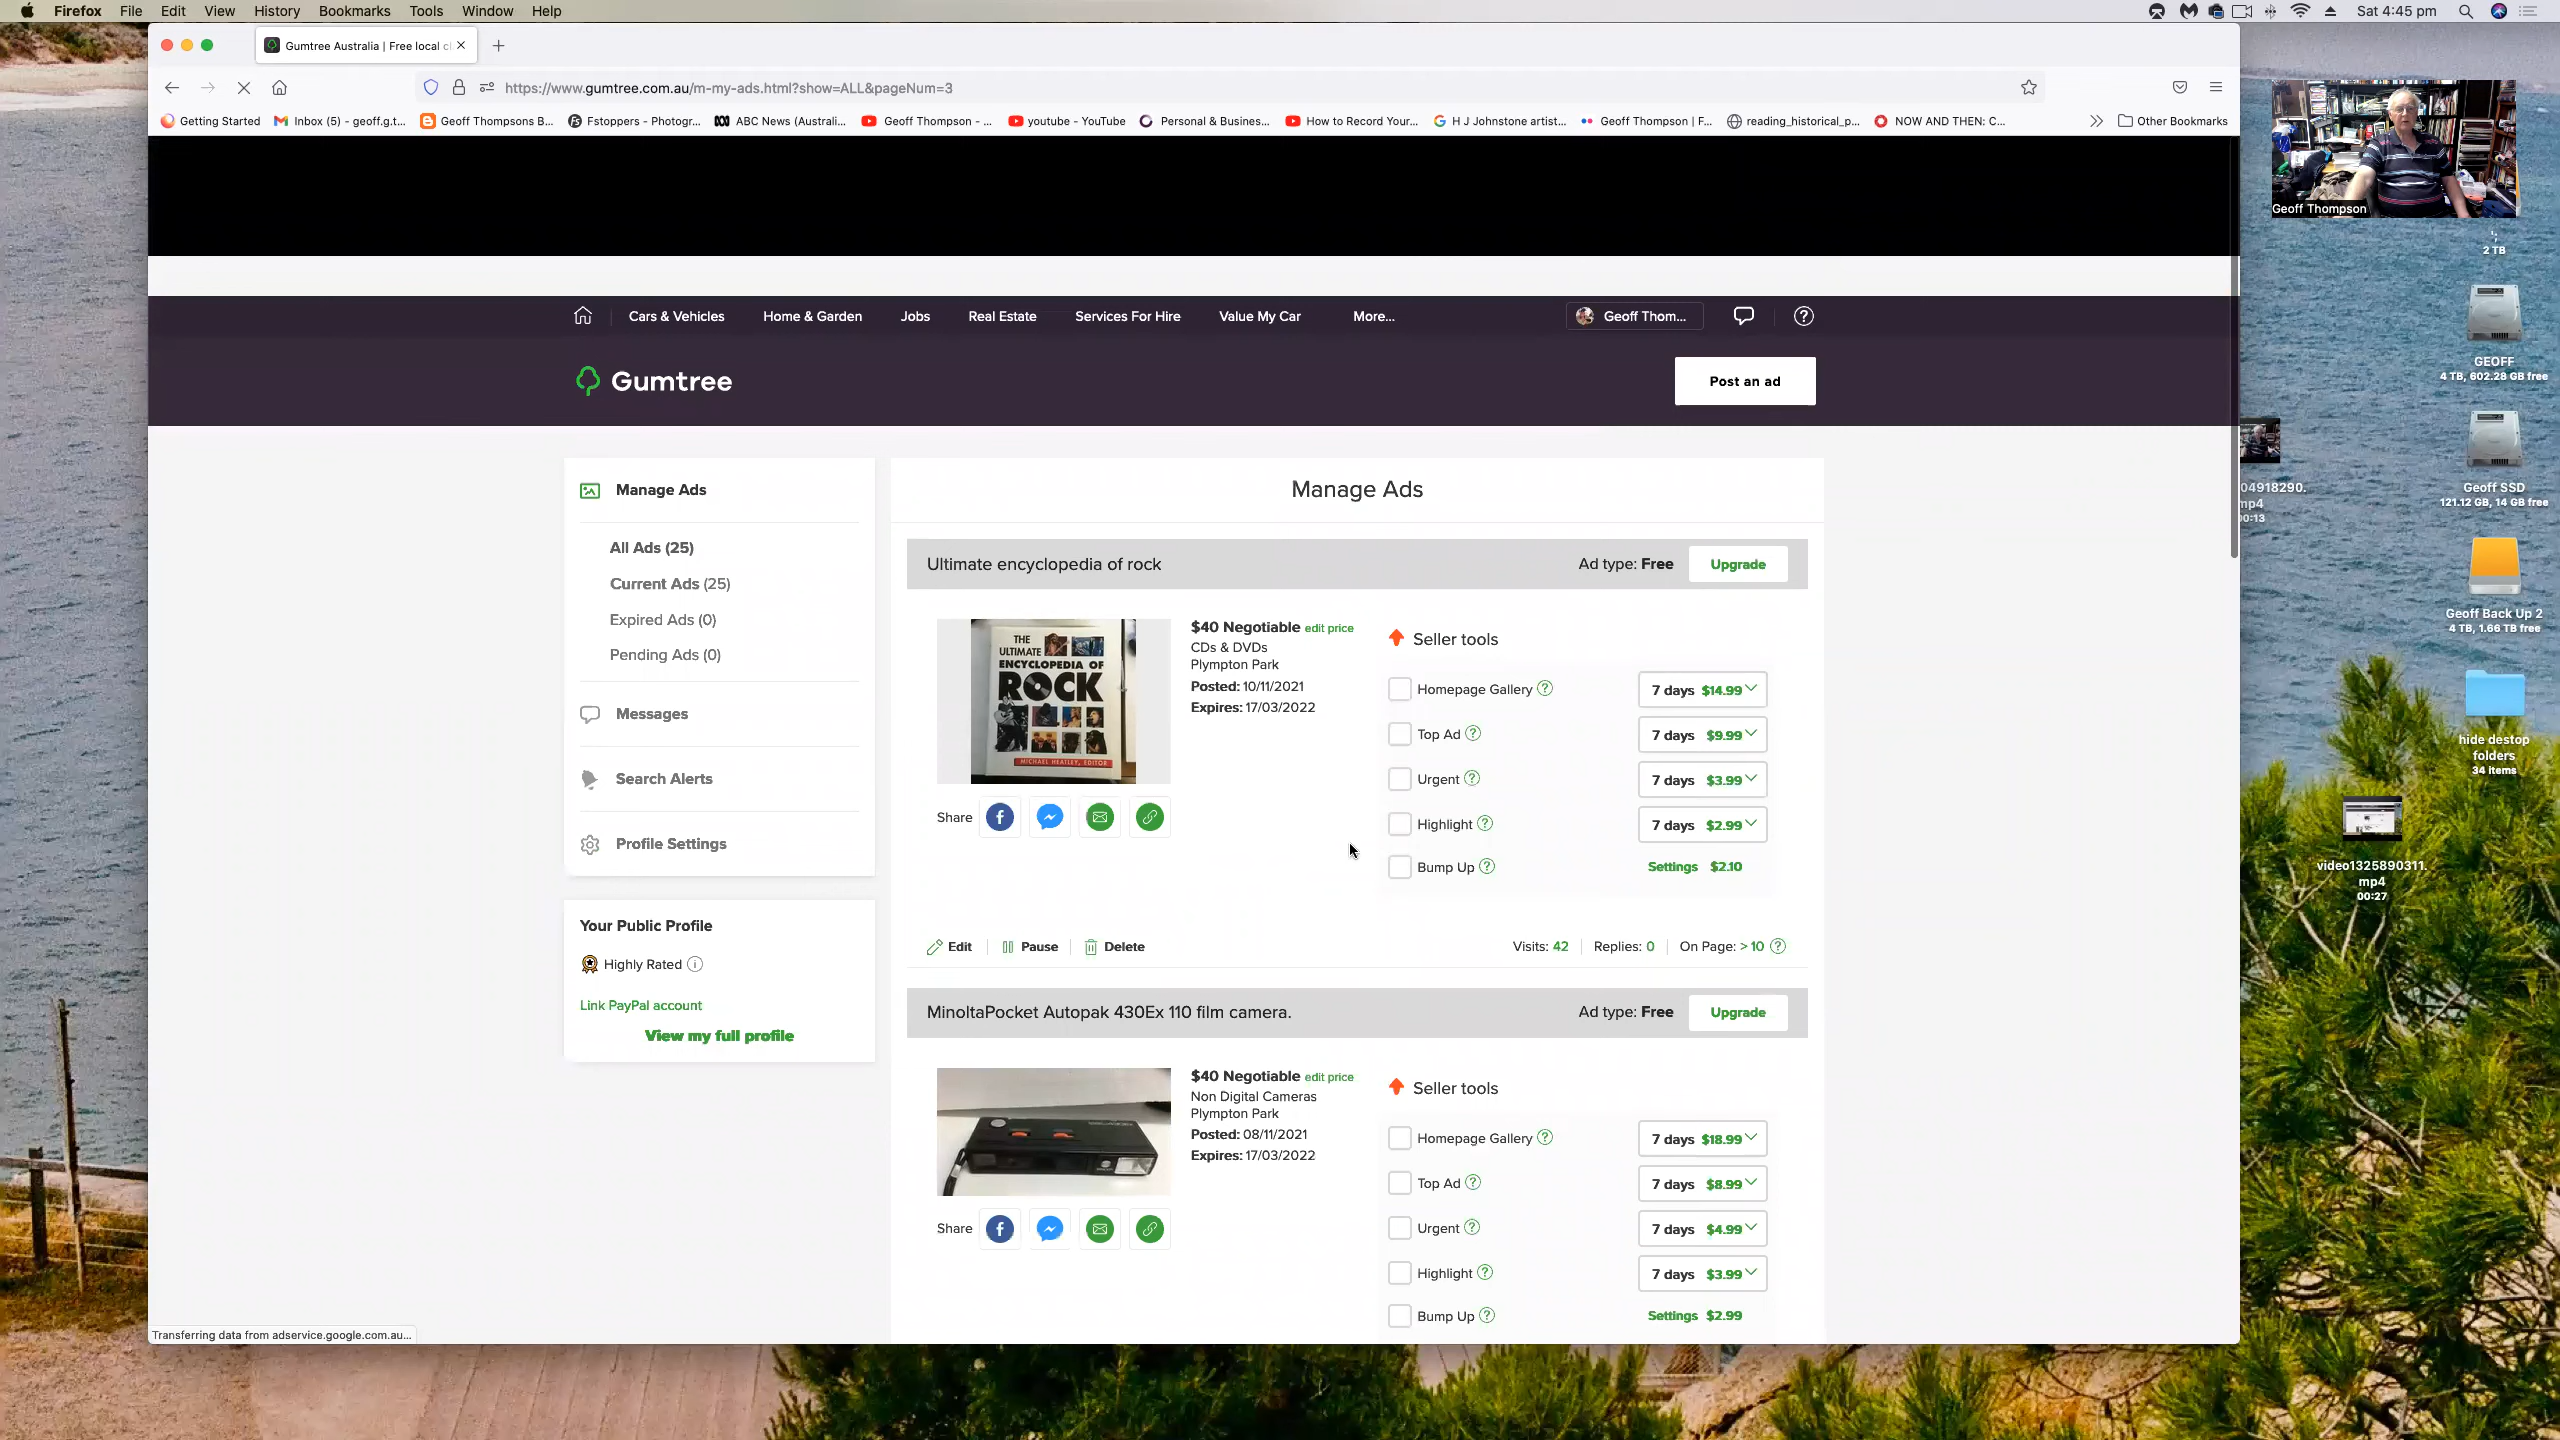 Firefox File Edit View History Bookmarks Tools Window Help
Sat 4:45 pm
Gumtree Australia | Free local cl
https://www.gumtree.com.au/m-my-ads.html?show=ALL&pageNum=3
Getting Started Inbox (5) - geoff.g.t... Geoff Thompsons B... Fstoppers - Photogr... ABC News (Australi... Geoff Thompson - ... youtube - YouTube Personal & Busines... How to Record Your... H J Johnstone artist... Geoff Thompson | F... reading_historical_p... NOW AND THEN: C... Other Bookmarks
Geoff Thompson
Cars & Vehicles Home & Garden Jobs Real Estate Services For Hire Value My Car More... Geoff Thom...
Gumtree
Post an ad
Manage Ads
All Ads (25)
Current Ads (25)
Expired Ads (0)
Pending Ads (0)
Messages
Search Alerts
Profile Settings
Your Public Profile
Highly Rated
Link PayPal account
View my full profile
Manage Ads
Ultimate encyclopedia of rock Ad type: Free Upgrade
THE
ULTIMATE
ENCYCLOPEDIA OF
ROCK
MICHAEL HEATLEY, EDITOR
$40 Negotiable edit price
CDs & DVDs
Plympton Park
Posted: 10/11/2021
Expires: 17/03/2022
Share
Seller tools
Homepage Gallery 7 days $14.99
Top Ad 7 days $9.99
Urgent 7 days $3.99
Highlight 7 days $2.99
Bump Up Settings $2.10
Edit Pause Delete Visits: 42 Replies: 0 On Page: > 10
MinoltaPocket Autopak 430Ex 110 film camera. Ad type: Free Upgrade
$40 Negotiable edit price
Non Digital Cameras
Plympton Park
Posted: 08/11/2021
Expires: 17/03/2022
Share
Seller tools
Homepage Gallery 7 days $18.99
Top Ad 7 days $8.99
Urgent 7 days $4.99
Highlight 7 days $3.99
Bump Up Settings $2.99
Transferring data from adservice.google.com.au...
2 TB
GEOFF
4 TB, 602.28 GB free
04918290.
mp4
00:13
Geoff SSD
121.12 GB, 14 GB free
Geoff Back Up 2
4 TB, 1.66 TB free
hide destop
folders
34 items
video1325890311.
mp4
00:27